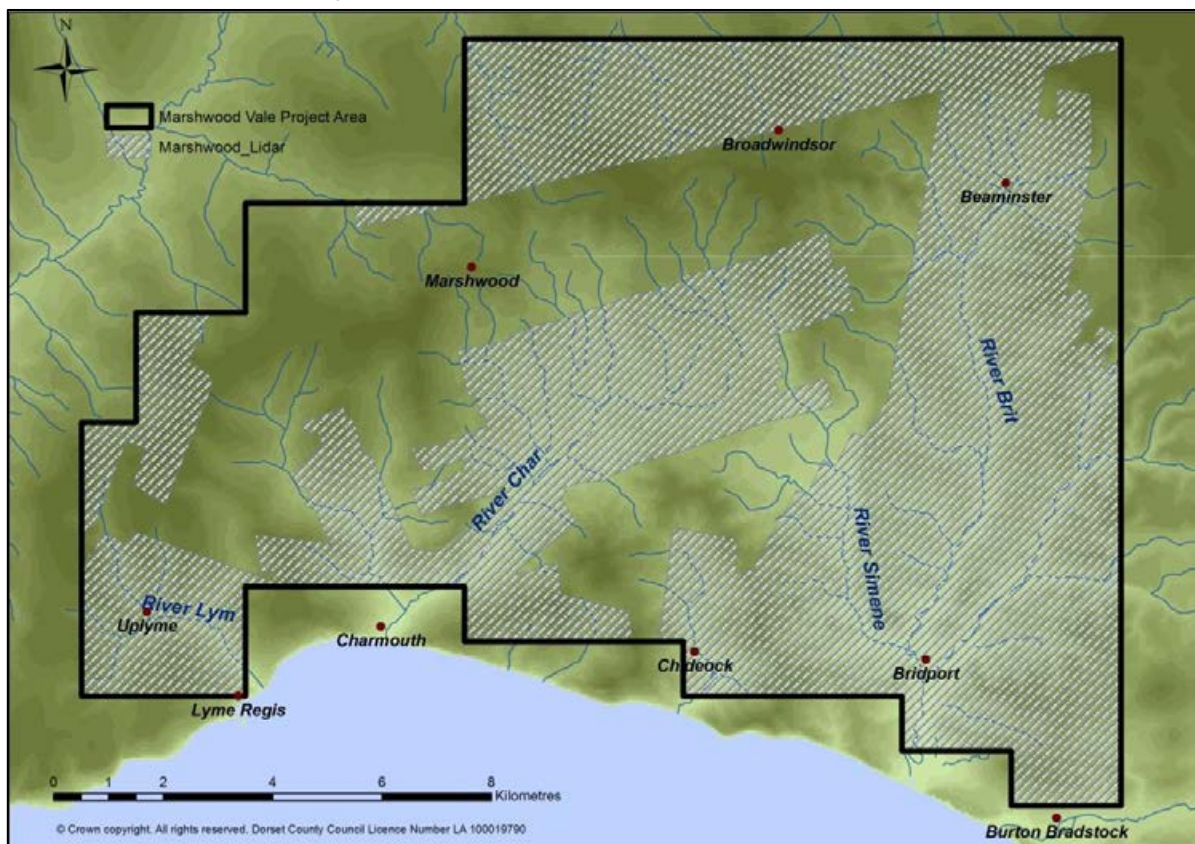 N
Marshwood Vale Project Area
Marshwood_Lidar
Broadwindsor
Beaminster
Marshwood
River Brit
River Char
River Simene
River Lym
Uplyme
Charmouth
Chideock
Bridport
Lyme Regis
0 1 2 4 6 8
Kilometres
© Crown copyright. All rights reserved. Dorset County Council Licence Number LA 100019790
Burton Bradstock